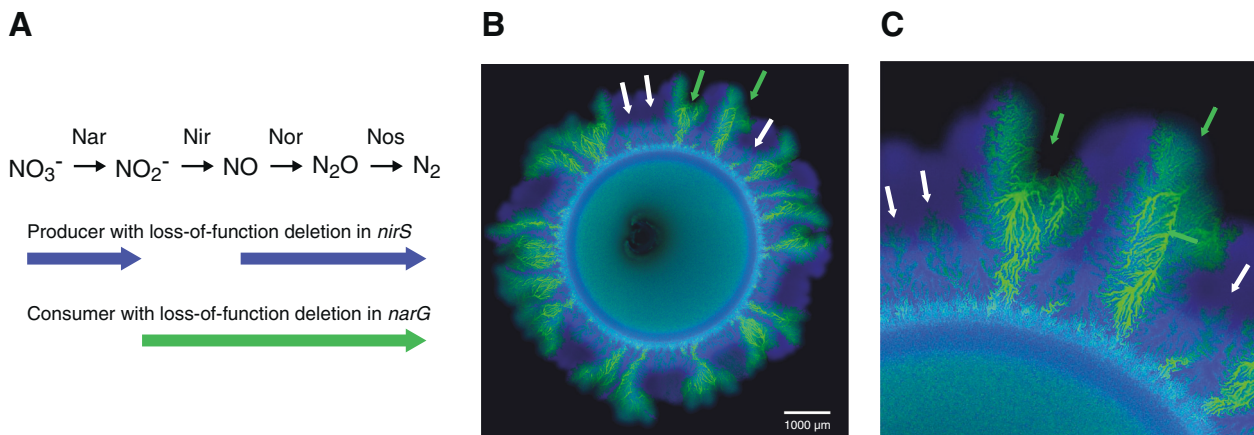 A
B
C
Nar Nir Nor Nos
NO₃⁻ → NO₂⁻ → NO → N₂O → N₂
Producer with loss-of-function deletion in nirS
Consumer with loss-of-function deletion in narG
1000 µm